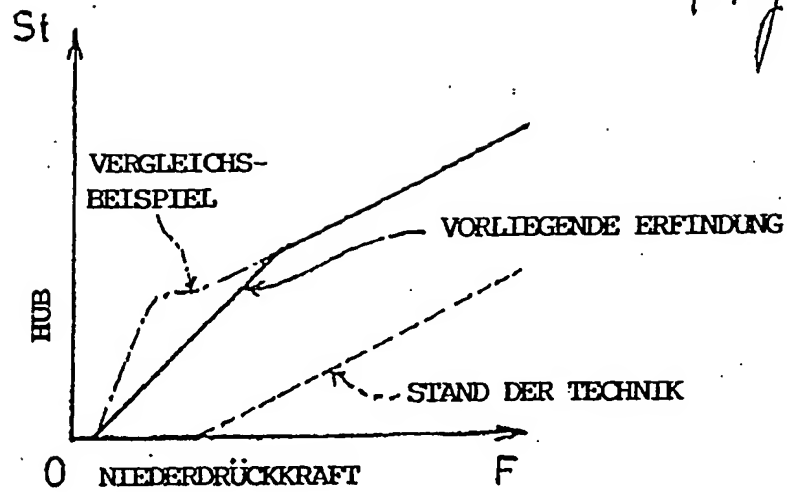 St
VERGLEICHS-
BEISPIEL
VORLIEGENDE ERFINDUNG
HUB
STAND DER TECHNIK
0 NIEDERDRÜCKKRAFT F